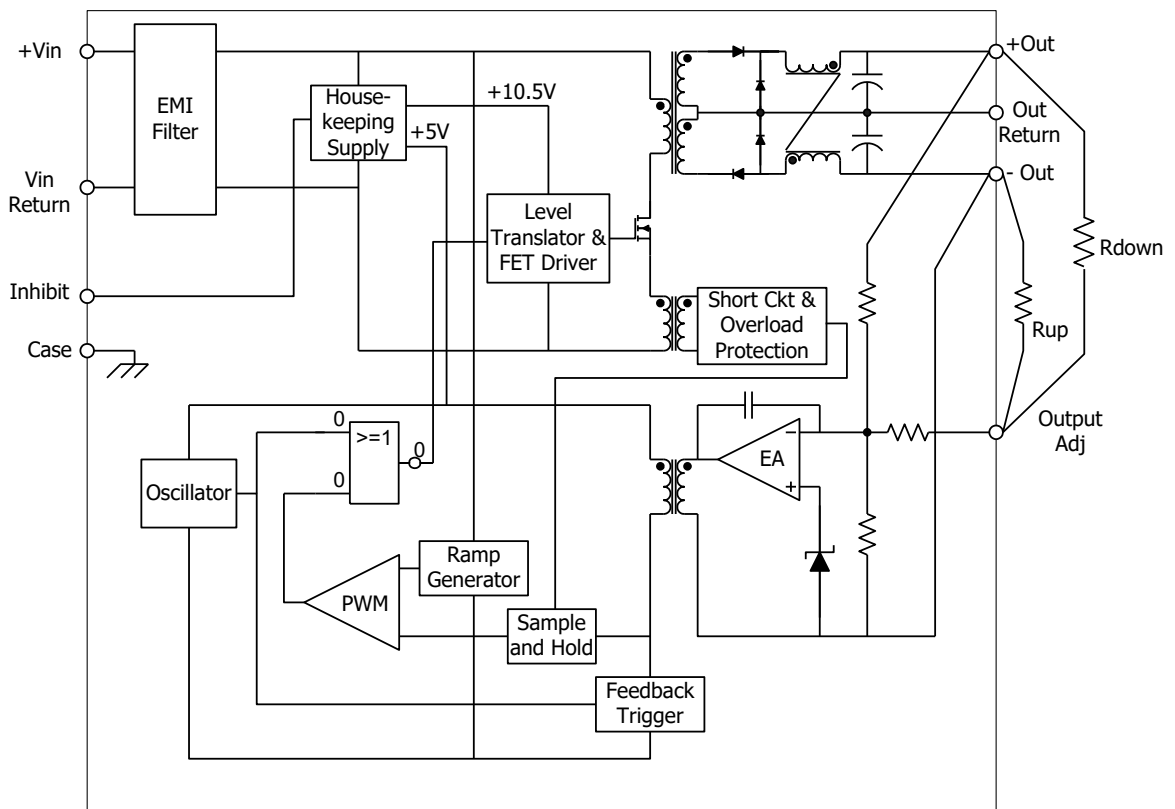 +Vin
EMI
Filter
Vin
Return
Inhibit
Case
House-
keeping
Supply
+10.5V
+5V
Level
Translator &
FET Driver
Short Ckt &
Overload
Protection
+Out
Out
Return
- Out
Rdown
Rup
Output
Adj
0
>=1
0
0
Oscillator
EA
−
+
PWM
Ramp
Generator
Sample
and Hold
Feedback
Trigger